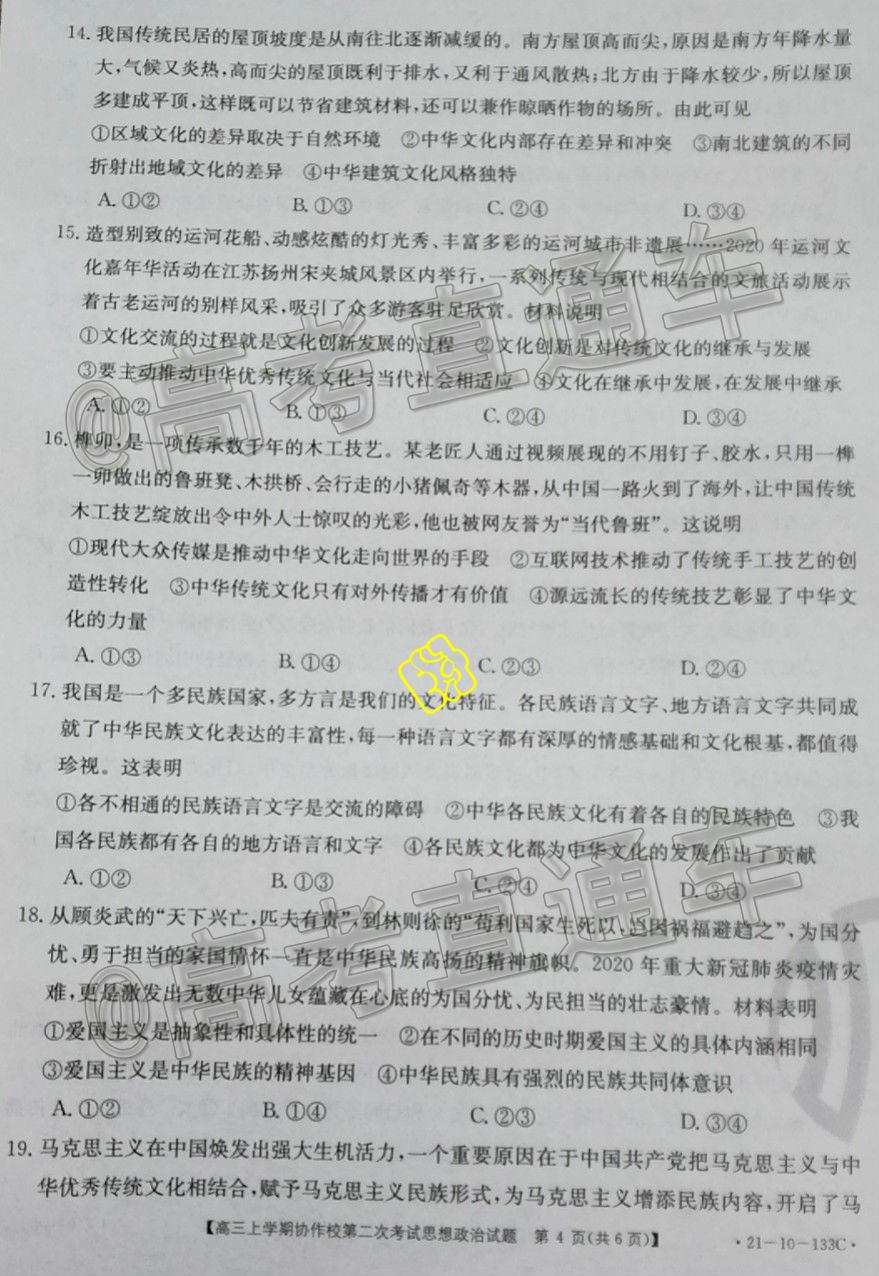 14. 我国传统民居的屋顶坡度是从南往北逐渐减缓的。南方屋顶高而尖,原因是南方年降水量
大,气候又炎热,高而尖的屋顶既利于排水,又利于通风散热;北方由于降水较少,所以屋顶
多建成平顶,这样既可以节省建筑材料,还可以兼作晾晒作物的场所。由此可见
①区域文化的差异取决于自然环境 ②中华文化内部存在差异和冲突 ③南北建筑的不同
折射出地域文化的差异 ④中华建筑文化风格独特
A. ①② B. ①③ C. ②④ D. ③④
15. 造型别致的运河花船、动感炫酷的灯光秀、丰富多彩的运河城市非遗展……2020年运河文
化嘉年华活动在江苏扬州宋夹城风景区内举行,一系列传统与现代相结合的文旅活动展示
着古老运河的别样风采,吸引了众多游客驻足欣赏。材料说明
①文化交流的过程就是文化创新发展的过程 ②文化创新是对传统文化的继承与发展
③要主动推动中华优秀传统文化与当代社会相适应 ④文化在继承中发展,在发展中继承
A. ①② B. ①③ C. ②④ D. ③④
16. 榫卯,是一项传承数千年的木工技艺。某老匠人通过视频展现的不用钉子、胶水,只用一榫
一卯做出的鲁班凳、木拱桥、会行走的小猪佩奇等木器,从中国一路火到了海外,让中国传统
木工技艺绽放出令中外人士惊叹的光彩,他也被网友誉为“当代鲁班”。这说明
①现代大众传媒是推动中华文化走向世界的手段 ②互联网技术推动了传统手工技艺的创
造性转化 ③中华传统文化只有对外传播才有价值 ④源远流长的传统技艺彰显了中华文
化的力量
A. ①③ B. ①④ C. ②③ D. ②④
17. 我国是一个多民族国家,多方言是我们的文化特征。各民族语言文字、地方语言文字共同成
就了中华民族文化表达的丰富性,每一种语言文字都有深厚的情感基础和文化根基,都值得
珍视。这表明
①各不相通的民族语言文字是交流的障碍 ②中华各民族文化有着各自的民族特色 ③我
国各民族都有各自的地方语言和文字 ④各民族文化都为中华文化的发展作出了贡献
A. ①② B. ①③ C. ②④ D. ③④
18. 从顾炎武的“天下兴亡,匹夫有责”,到林则徐的“苟利国家生死以,岂因祸福避趋之”,为国分
忧、勇于担当的家国情怀一直是中华民族高扬的精神旗帜。2020年重大新冠肺炎疫情灾
难,更是激发出无数中华儿女蕴藏在心底的为国分忧、为民担当的壮志豪情。材料表明
①爱国主义是抽象性和具体性的统一 ②在不同的历史时期爱国主义的具体内涵相同
③爱国主义是中华民族的精神基因 ④中华民族具有强烈的民族共同体意识
A. ①② B. ①③ C. ②④ D. ③④
19. 马克思主义在中国焕发出强大生机活力,一个重要原因在于中国共产党把马克思主义与中
华优秀传统文化相结合,赋予马克思主义民族形式,为马克思主义增添民族内容,开启了马
【高三上学期协作校第二次考试思想政治试题 第4页(共6页)】 ·21-10-133C·
@高考直通车
@高考直通车